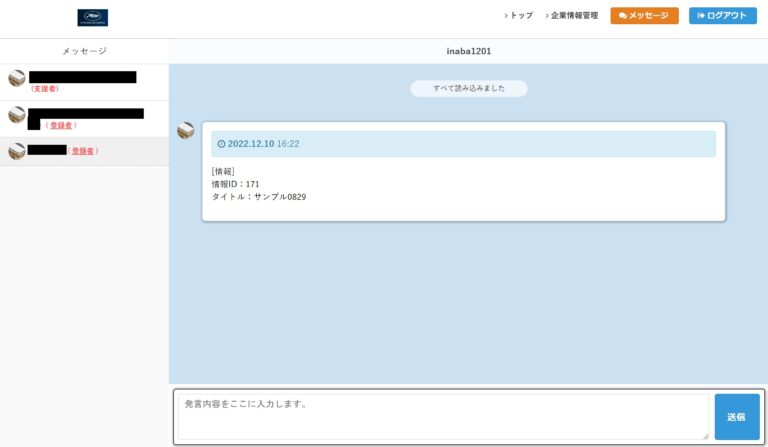 トップ
企業情報管理
メッセージ
ログアウト
メッセージ
inaba1201
(支援者)
( 登録者 )
( 登録者 )
すべて読み込みました
2022.12.10 16:22
[情報]
情報ID：171
タイトル：サンプル0829
発言内容をここに入力します。
送信